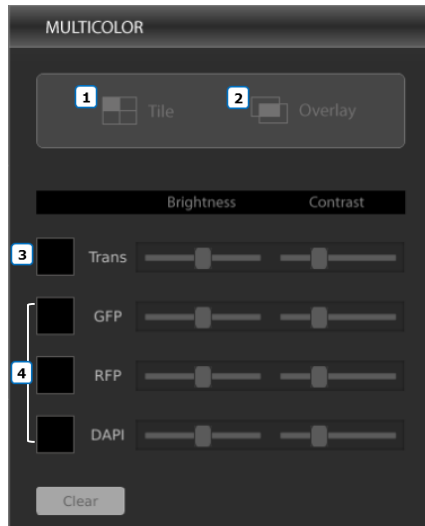 MULTICOLOR
1 Tile 2 Overlay
Brightness Contrast
3 Trans
GFP
4 RFP
DAPI
Clear